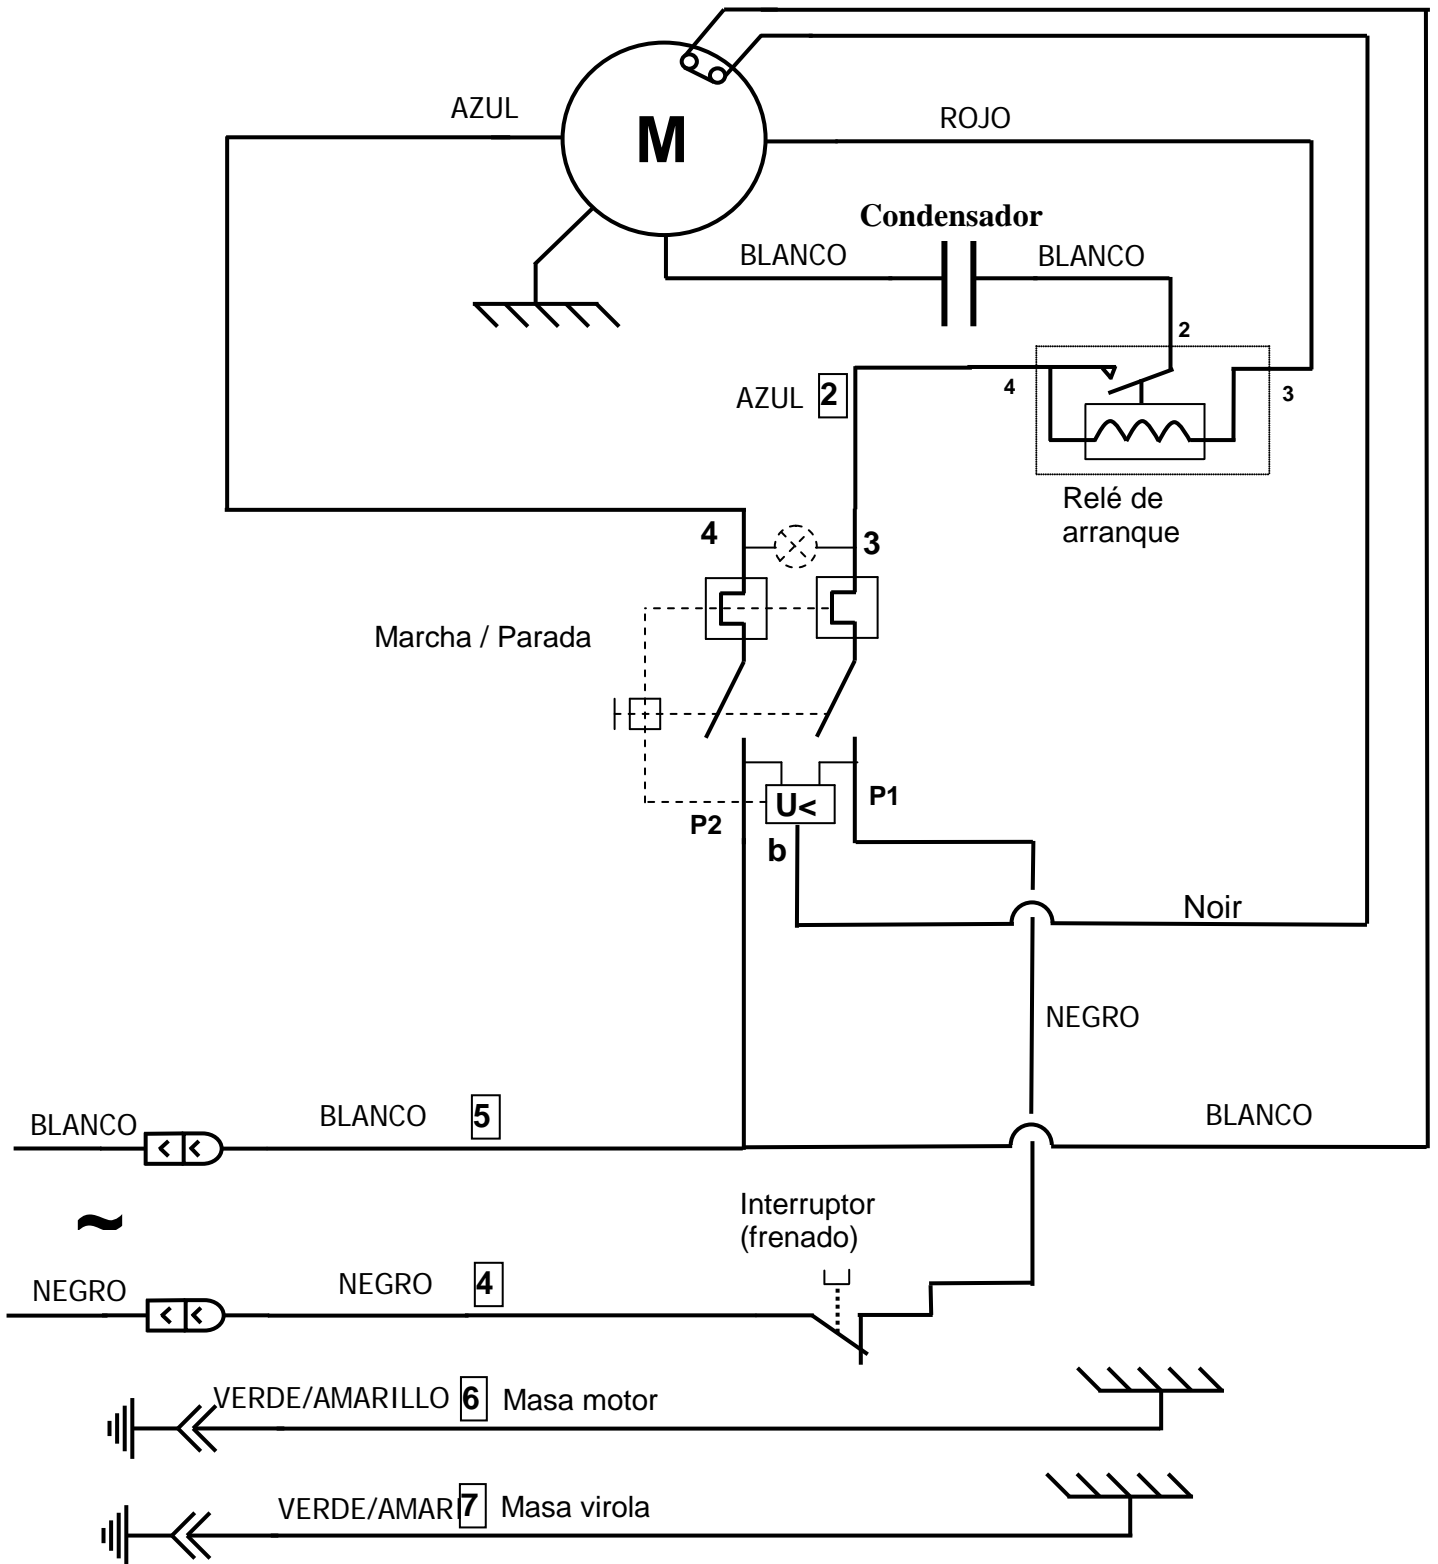 AZUL
M
ROJO
Condensador
BLANCO
BLANCO
2
AZUL 2
4
3
Relé de
arranque
4
3
Marcha / Parada
U<
P1
P2
b
Noir
NEGRO
BLANCO
BLANCO 5
BLANCO
~
Interruptor
(frenado)
NEGRO
NEGRO 4
VERDE/AMARILLO 6 Masa motor
VERDE/AMARI 7 Masa virola